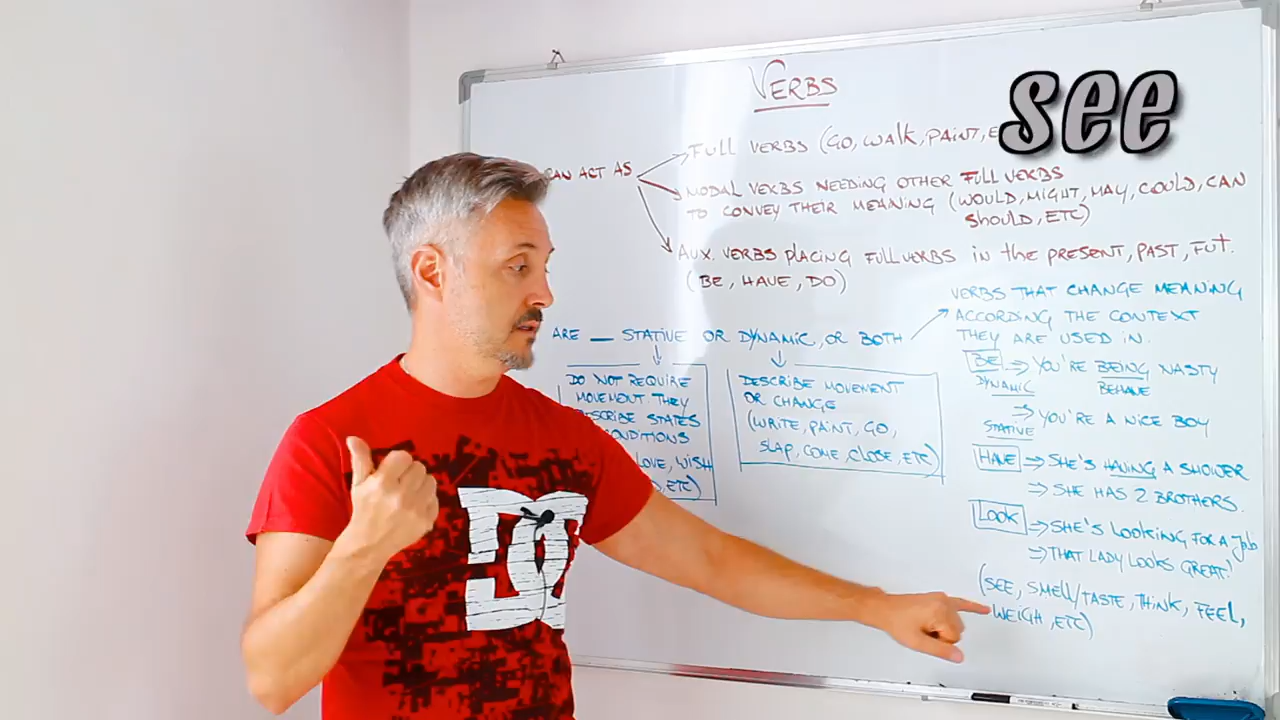 VERBS
see
CAN ACT AS
FULL VERBS (GO, WALK, PAINT, E
MODAL VERBS NEEDING OTHER FULL VERBS
TO CONVEY THEIR MEANING (WOULD, MIGHT, MAY, COULD, CAN
SHOULD, ETC)
AUX. VERBS PLACING FULL VERBS in the PRESENT, PAST, FUT.
(BE, HAVE, DO)
ARE __ STATIVE OR DYNAMIC, OR BOTH
DO NOT REQUIRE
MOVEMENT THEY
DESCRIBE STATES
CONDITIONS
LOVE, WISH
, ETC)
DESCRIBE MOVEMENT
OR CHANGE
(WRITE, PAINT, GO,
SLAP, COME, CLOSE, ETC)
VERBS THAT CHANGE MEANING
ACCORDING THE CONTEXT
THEY ARE USED IN.
BE → YOU'RE BEING NASTY
DYNAMIC BEHAVE
→ YOU'RE A NICE BOY
STATIVE
HAVE → SHE'S HAVING A SHOWER
→ SHE HAS 2 BROTHERS.
LOOK → SHE'S LOOKING FOR A Job
→ THAT LADY LOOKS GREAT!
(SEE, SMELL/TASTE, THINK, FEEL,
WEIGH, ETC)
DC